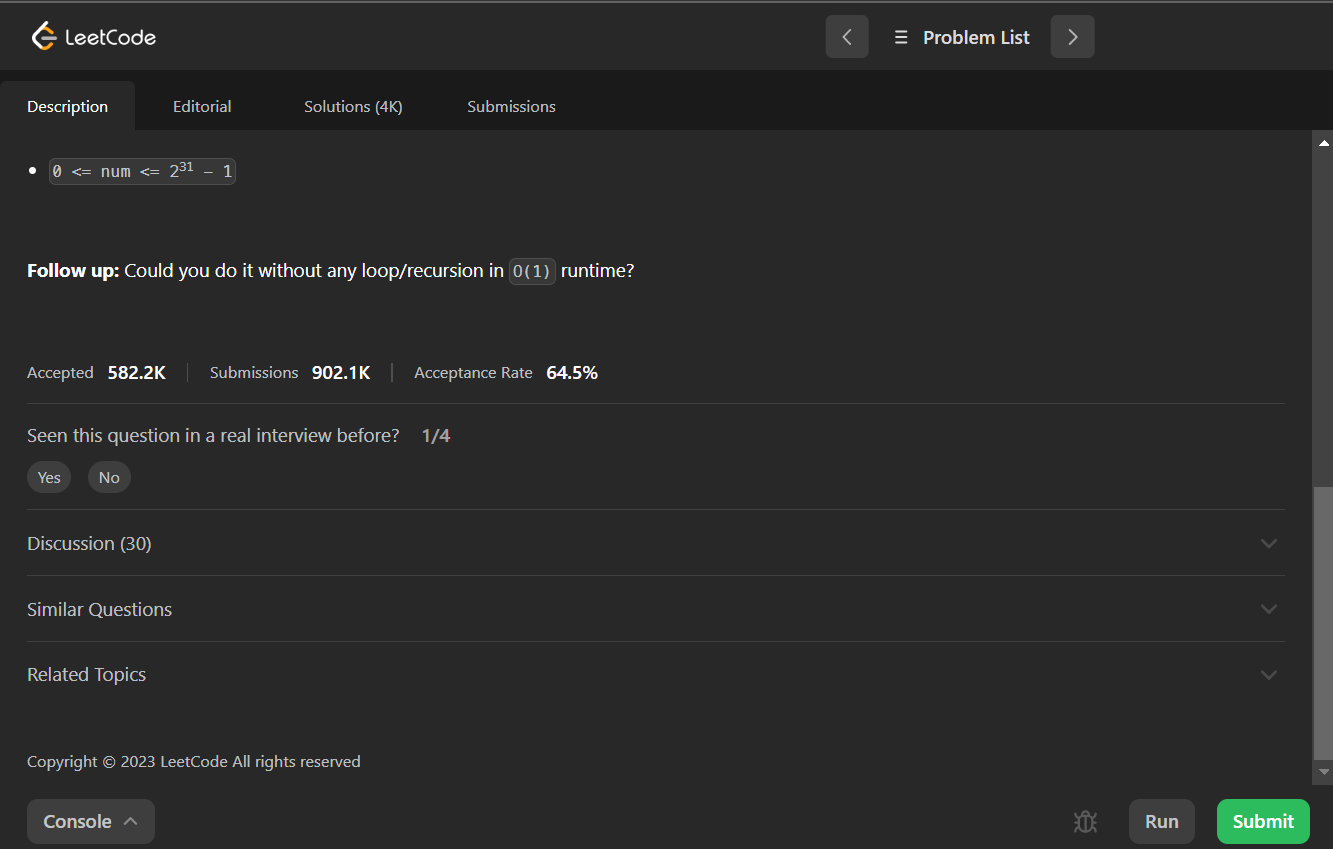 LeetCode
Problem List
Description Editorial Solutions (4K) Submissions
• 0 <= num <= 2³¹ - 1
Follow up: Could you do it without any loop/recursion in O(1) runtime?
Accepted 582.2K Submissions 902.1K Acceptance Rate 64.5%
Seen this question in a real interview before? 1/4
Yes No
Discussion (30)
Similar Questions
Related Topics
Copyright © 2023 LeetCode All rights reserved
Console Run Submit